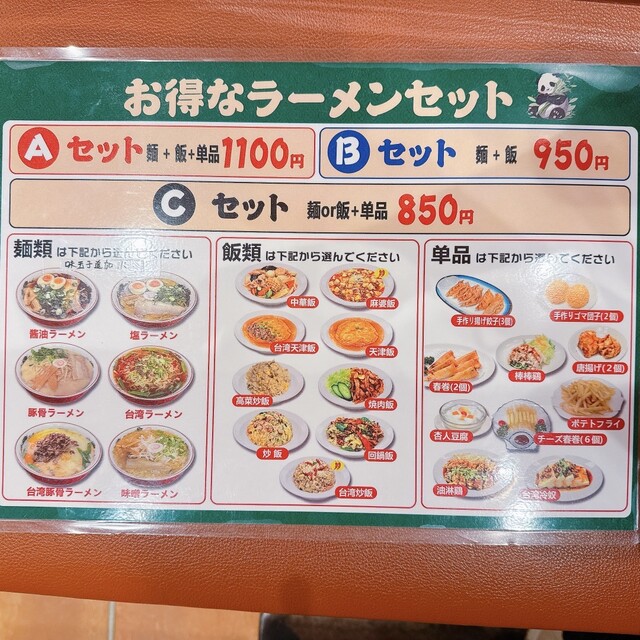 お得なラーメンセット
A セット 麺+飯+単品 1100円
B セット 麺+飯 950円
C セット 麺or飯+単品 850円
麺類 は下記から選んでください
味玉子追加
醤油ラーメン
塩ラーメン
豚骨ラーメン
台湾ラーメン
台湾豚骨ラーメン
味噌ラーメン
飯類 は下記から選んでください
中華飯
麻婆飯
台湾天津飯
天津飯
高菜炒飯
焼肉飯
炒飯
回鍋飯
台湾炒飯
単品 は下記から選んでください
手作り揚げ餃子(3個)
手作りゴマ団子(2個)
春巻(2個)
棒棒鶏
唐揚げ(2個)
杏人豆腐
チーズ春巻(6個)
ポテトフライ
油淋鶏
台湾冷奴